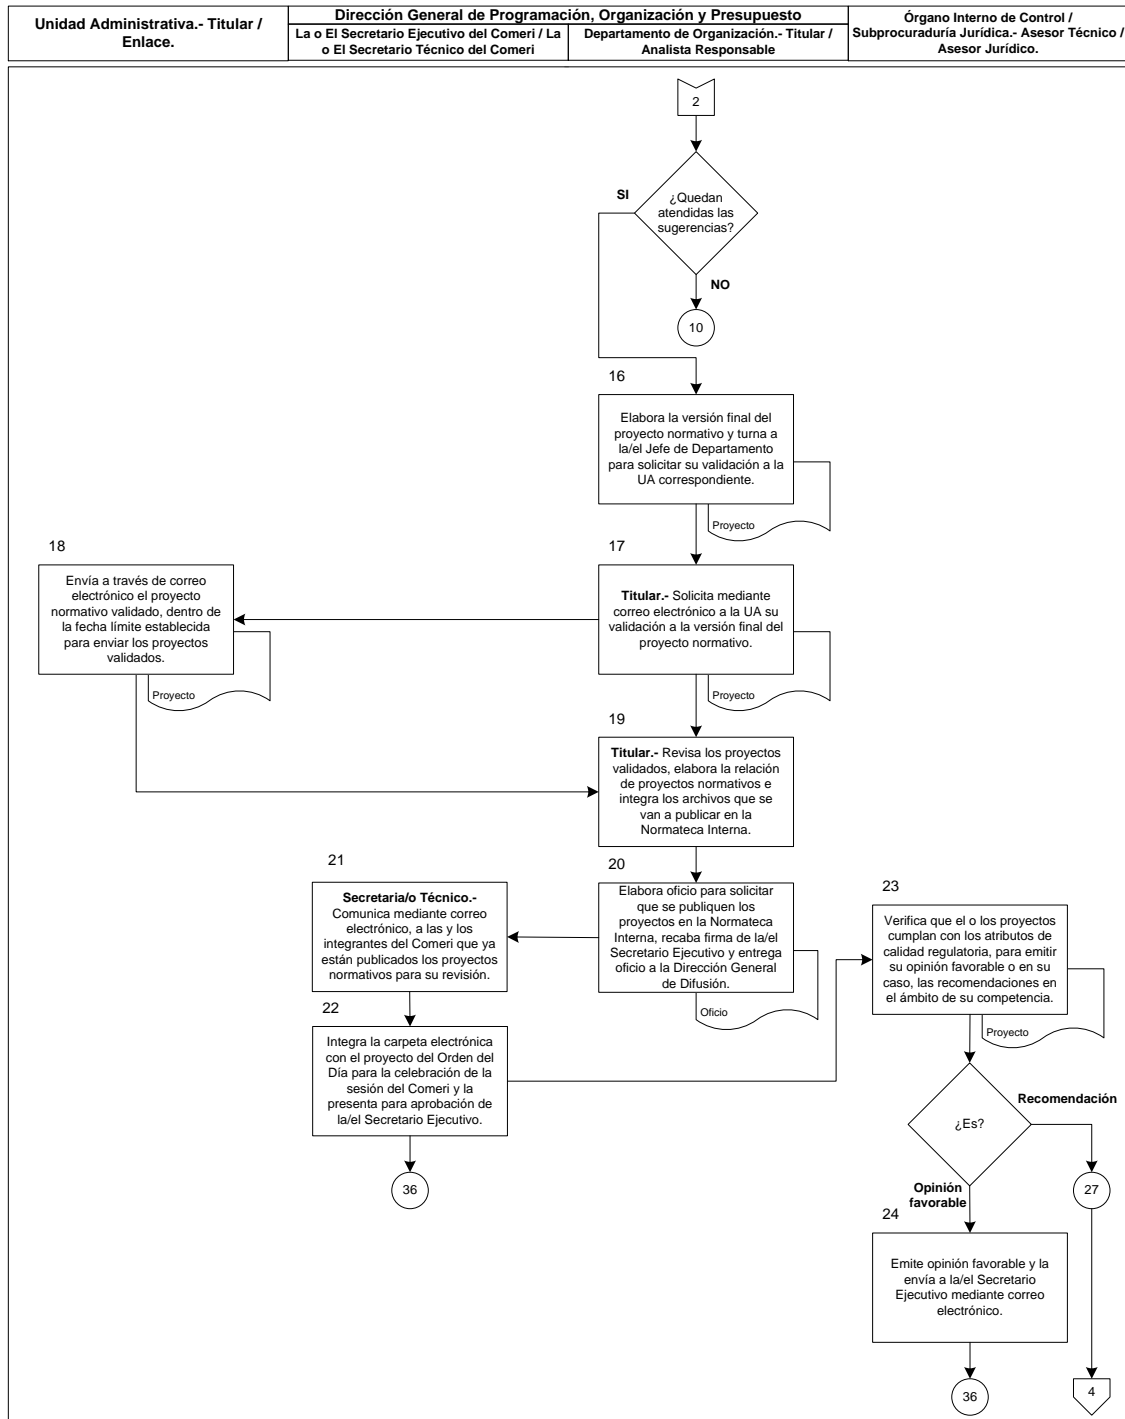 Unidad Administrativa.- Titular /
Enlace.
Dirección General de Programación, Organización y Presupuesto
La o El Secretario Ejecutivo del Comeri / La
o El Secretario Técnico del Comeri
Departamento de Organización.- Titular /
Analista Responsable
Órgano Interno de Control /
Subprocuraduría Jurídica.- Asesor Técnico /
Asesor Jurídico.
2
SI
¿Quedan
atendidas las
sugerencias?
NO
10
16
Elabora la versión final del
proyecto normativo y turna a
la/el Jefe de Departamento
para solicitar su validación a la
UA correspondiente.
Proyecto
18
17
Envía a través de correo
electrónico el proyecto
normativo validado, dentro de
la fecha límite establecida
para enviar los proyectos
validados.
Proyecto
Titular.- Solicita mediante
correo electrónico a la UA su
validación a la versión final del
proyecto normativo.
Proyecto
19
Titular.- Revisa los proyectos
validados, elabora la relación
de proyectos normativos e
integra los archivos que se
van a publicar en la
Normateca Interna.
21
20
23
Secretaria/o Técnico.-
Comunica mediante correo
electrónico, a las y los
integrantes del Comeri que ya
están publicados los proyectos
normativos para su revisión.
Elabora oficio para solicitar
que se publiquen los
proyectos en la Normateca
Interna, recaba firma de la/el
Secretario Ejecutivo y entrega
oficio a la Dirección General
de Difusión.
Oficio
Verifica que el o los proyectos
cumplan con los atributos de
calidad regulatoria, para emitir
su opinión favorable o en su
caso, las recomendaciones en
el ámbito de su competencia.
Proyecto
22
Integra la carpeta electrónica
con el proyecto del Orden del
Día para la celebración de la
sesión del Comeri y la
presenta para aprobación de
la/el Secretario Ejecutivo.
36
¿Es?
Recomendación
27
Opinión
favorable
24
Emite opinión favorable y la
envía a la/el Secretario
Ejecutivo mediante correo
electrónico.
36
4